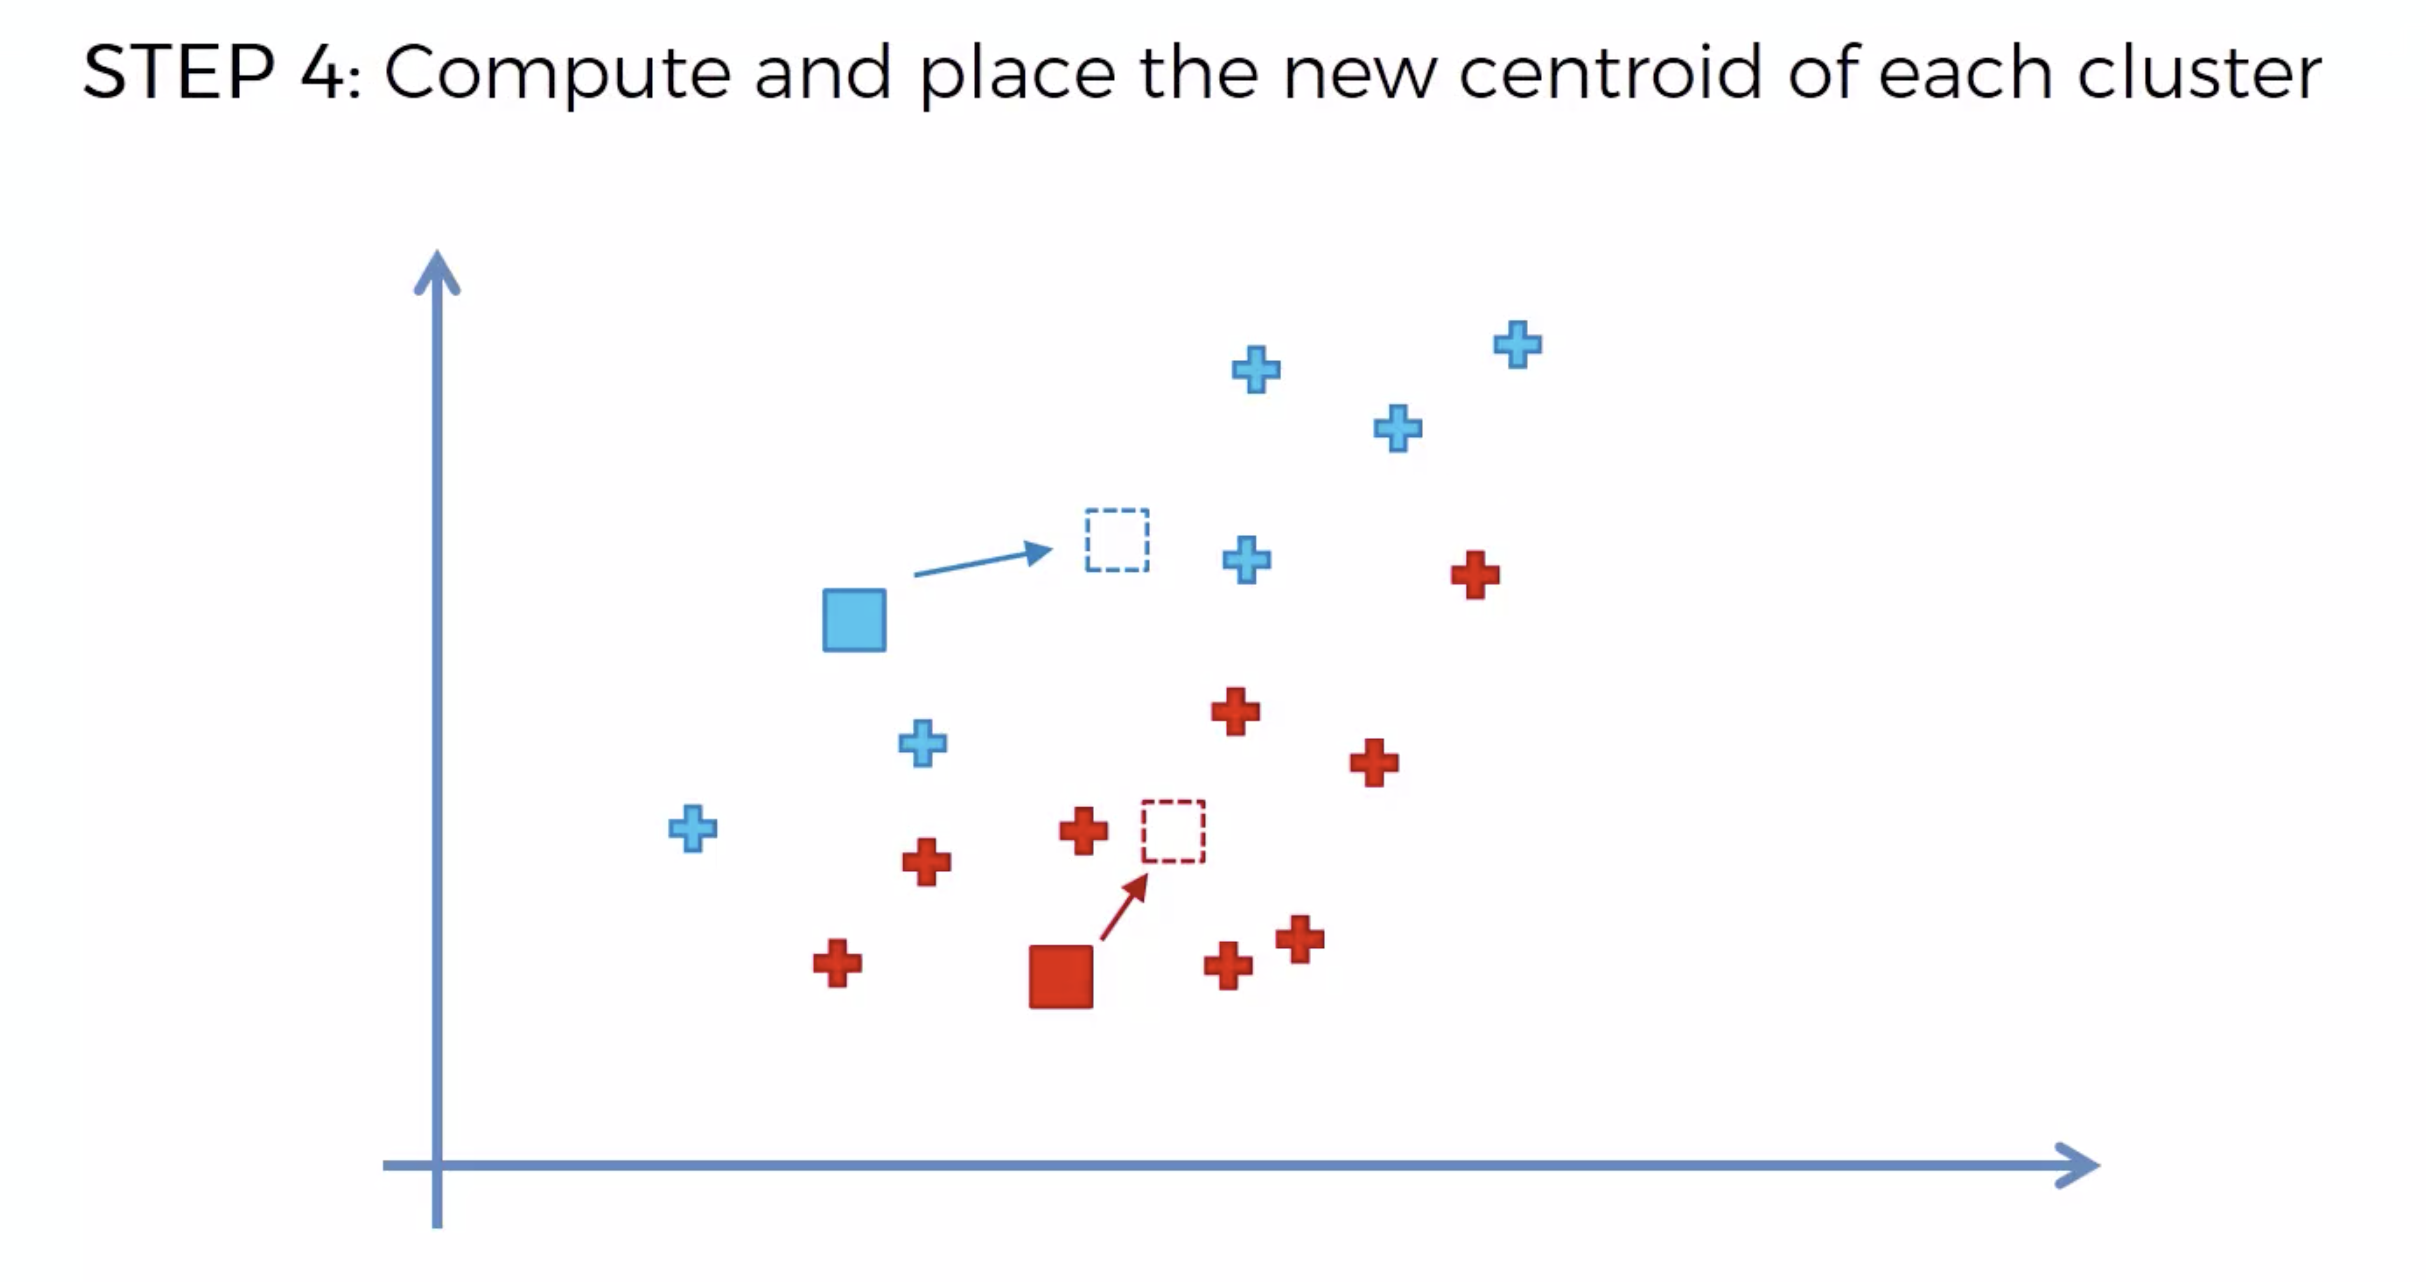 STEP 4: Compute and place the new centroid of each cluster